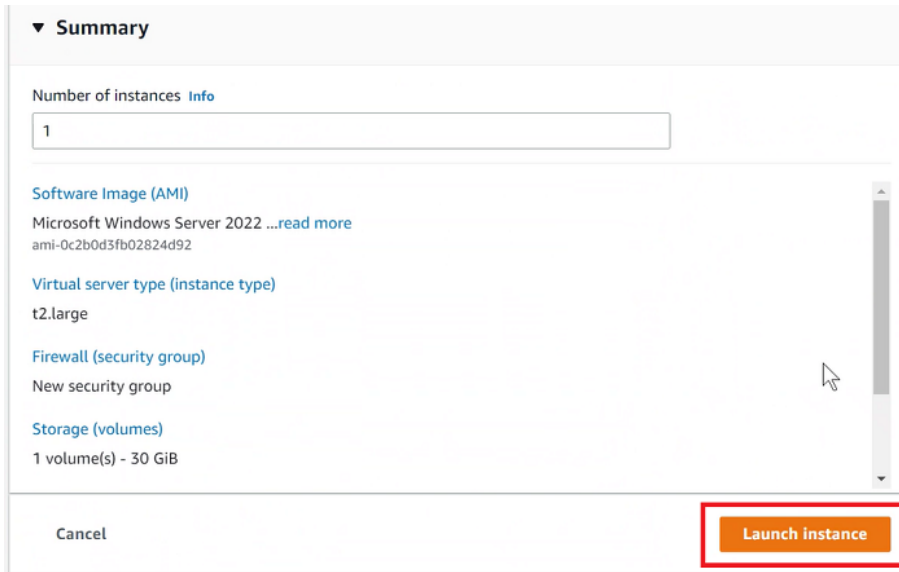 Summary
Number of instances Info
1
Software Image (AMI)
Microsoft Windows Server 2022 ...read more
ami-0c2b0d3fb02824d92
Virtual server type (instance type)
t2.large
Firewall (security group)
New security group
Storage (volumes)
1 volume(s) - 30 GiB
Cancel Launch instance